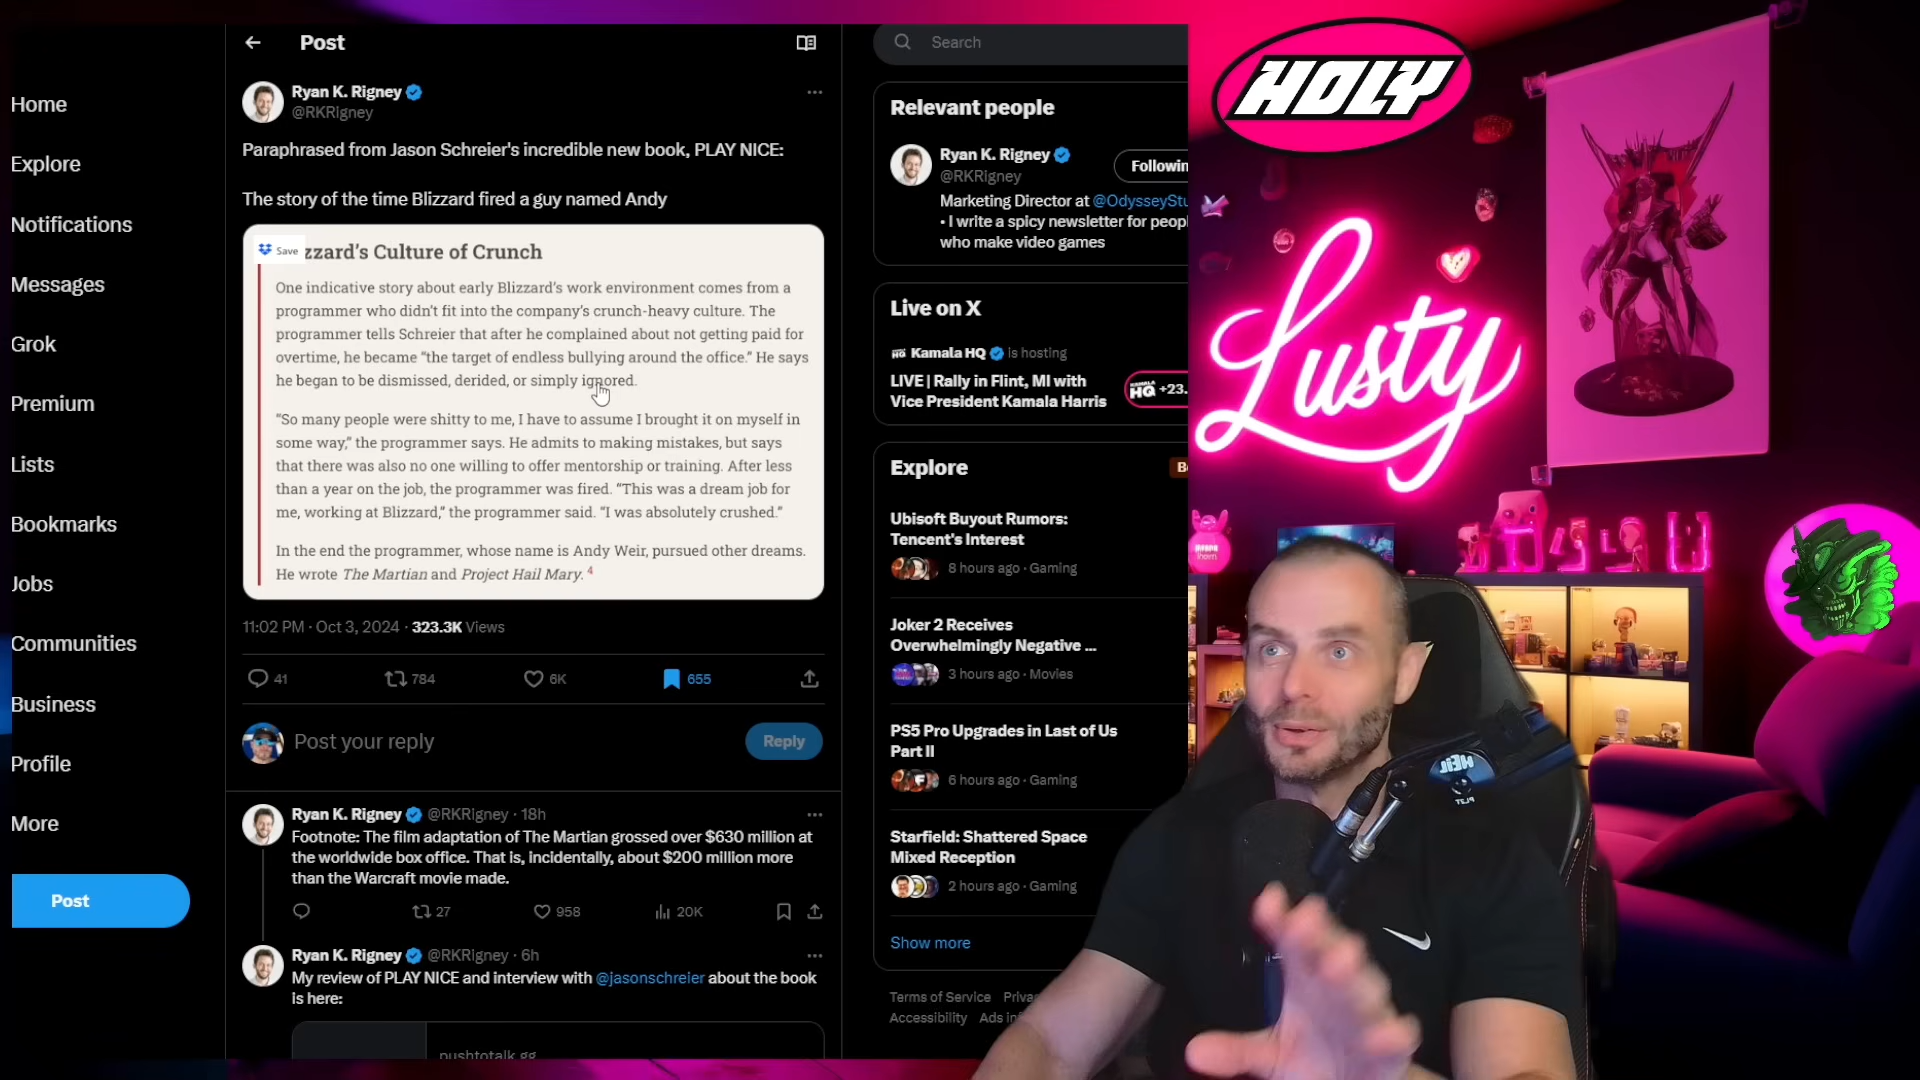 Post
Search
Home
Explore
Notifications
Messages
Grok
Premium
Lists
Bookmarks
Jobs
Communities
Business
Profile
More
Post
Ryan K. Rigney
@RKRigney
Paraphrased from Jason Schreier's incredible new book, PLAY NICE:
The story of the time Blizzard fired a guy named Andy
Save
zzard's Culture of Crunch
One indicative story about early Blizzard's work environment comes from a
programmer who didn't fit into the company's crunch-heavy culture. The
programmer tells Schreier that after he complained about not getting paid for
overtime, he became "the target of endless bullying around the office." He says
he began to be dismissed, derided, or simply ignored.
"So many people were shitty to me, I have to assume I brought it on myself in
some way," the programmer says. He admits to making mistakes, but says
that there was also no one willing to offer mentorship or training. After less
than a year on the job, the programmer was fired. "This was a dream job for
me, working at Blizzard," the programmer said. "I was absolutely crushed."
In the end the programmer, whose name is Andy Weir, pursued other dreams.
He wrote The Martian and Project Hail Mary. 4
11:02 PM · Oct 3, 2024 · 323.3K Views
41 784 6K 655
Post your reply
Reply
Ryan K. Rigney @RKRigney · 18h
Footnote: The film adaptation of The Martian grossed over $630 million at
the worldwide box office. That is, incidentally, about $200 million more
than the Warcraft movie made.
27 958 20K
Ryan K. Rigney @RKRigney · 6h
My review of PLAY NICE and interview with @jasonschreier about the book
is here:
pushtotalk.gg
Relevant people
Ryan K. Rigney
@RKRigney
Followin
Marketing Director at @OdysseyStu
• I write a spicy newsletter for peopl
who make video games
Live on X
Kamala HQ is hosting
LIVE | Rally in Flint, MI with
Vice President Kamala Harris
HQ +23.
Explore
Be
Ubisoft Buyout Rumors:
Tencent's Interest
8 hours ago · Gaming
Joker 2 Receives
Overwhelmingly Negative ...
3 hours ago · Movies
PS5 Pro Upgrades in Last of Us
Part II
6 hours ago · Gaming
Starfield: Shattered Space
Mixed Reception
2 hours ago · Gaming
Show more
Terms of Service Priva
Accessibility Ads in
HOLY
Lusty